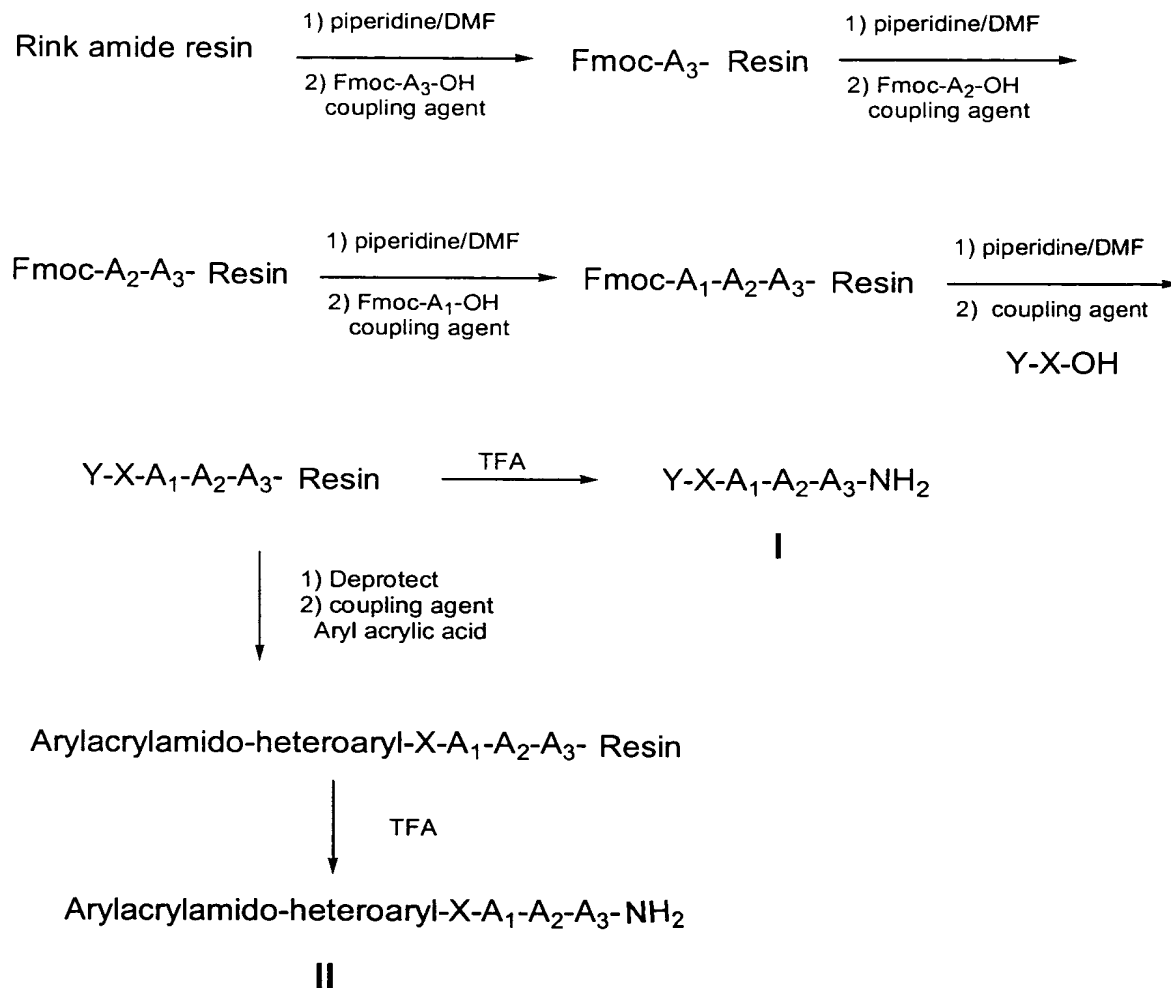 Rink amide resin
1) piperidine/DMF
2) Fmoc-A₃-OH
coupling agent
Fmoc-A₃- Resin
1) piperidine/DMF
2) Fmoc-A₂-OH
coupling agent
Fmoc-A₂-A₃- Resin
1) piperidine/DMF
2) Fmoc-A₁-OH
coupling agent
Fmoc-A₁-A₂-A₃- Resin
1) piperidine/DMF
2) coupling agent
Y-X-OH
Y-X-A₁-A₂-A₃- Resin
TFA
Y-X-A₁-A₂-A₃-NH₂
I
1) Deprotect
2) coupling agent
Aryl acrylic acid
Arylacrylamido-heteroaryl-X-A₁-A₂-A₃- Resin
TFA
Arylacrylamido-heteroaryl-X-A₁-A₂-A₃-NH₂
II